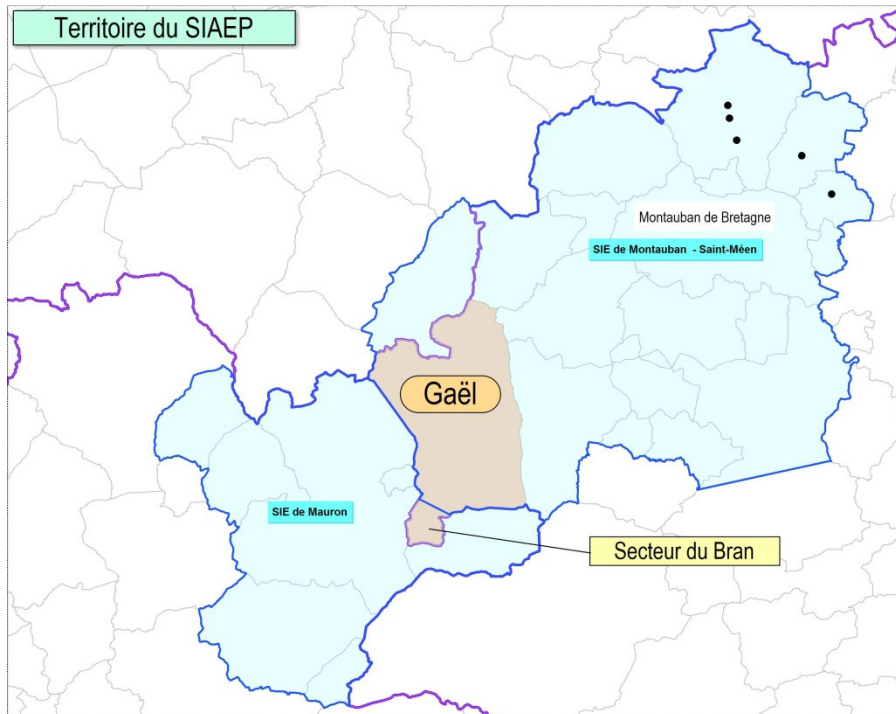 Territoire du SIAEP
Montauban de Bretagne
SIE de Montauban - Saint-Méen
Gaël
SIE de Mauron
Secteur du Bran